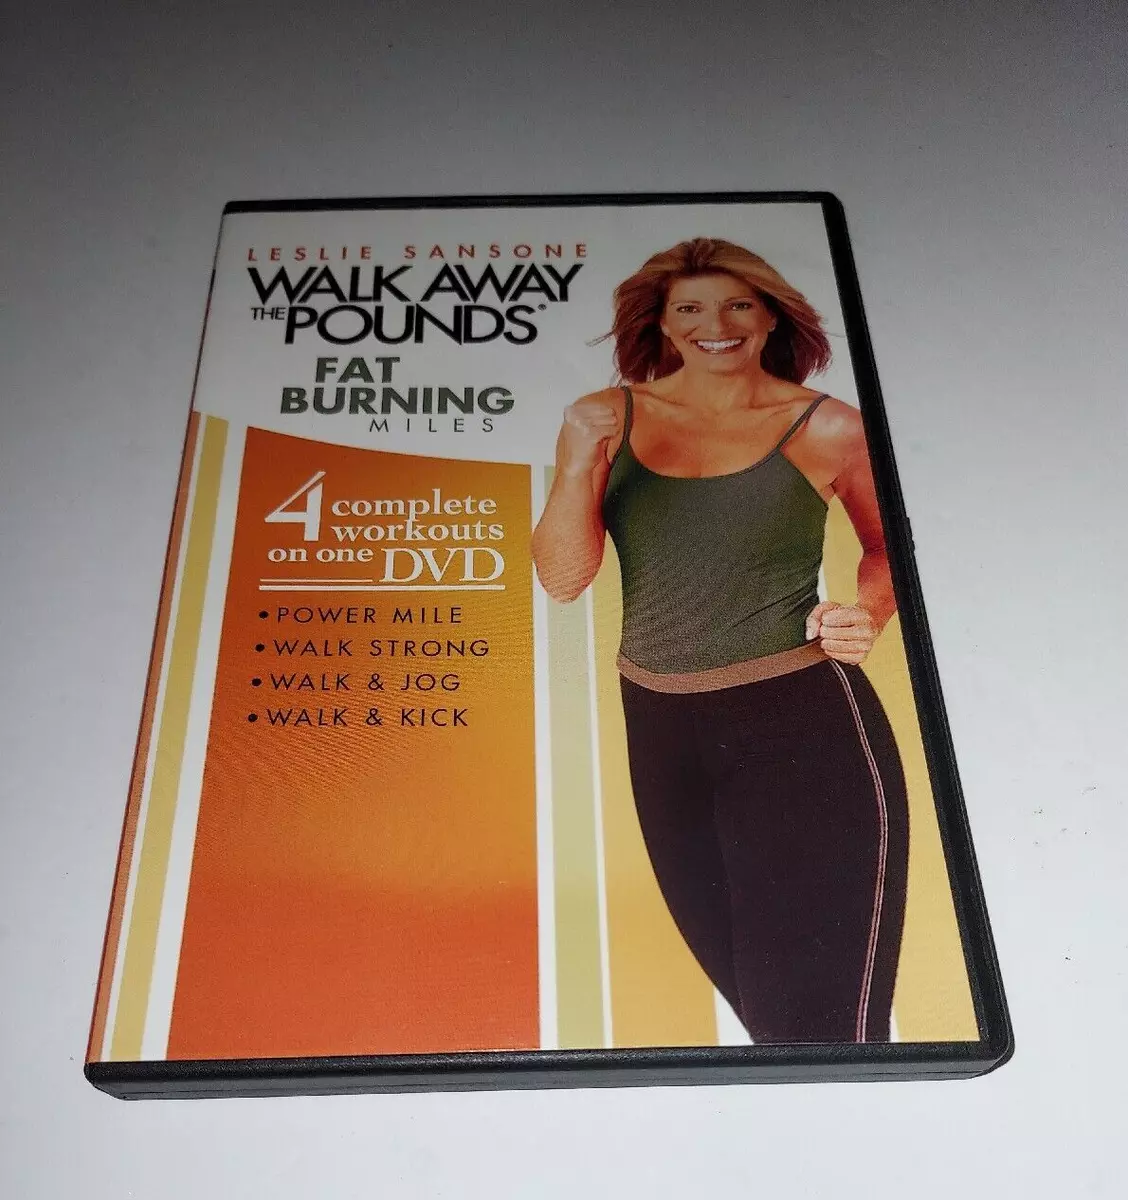 LESLIE SANSONE
WALK AWAY
THE POUNDS®
FAT
BURNING
MILES
4 complete
workouts
on one DVD
• POWER MILE
• WALK STRONG
• WALK & JOG
• WALK & KICK